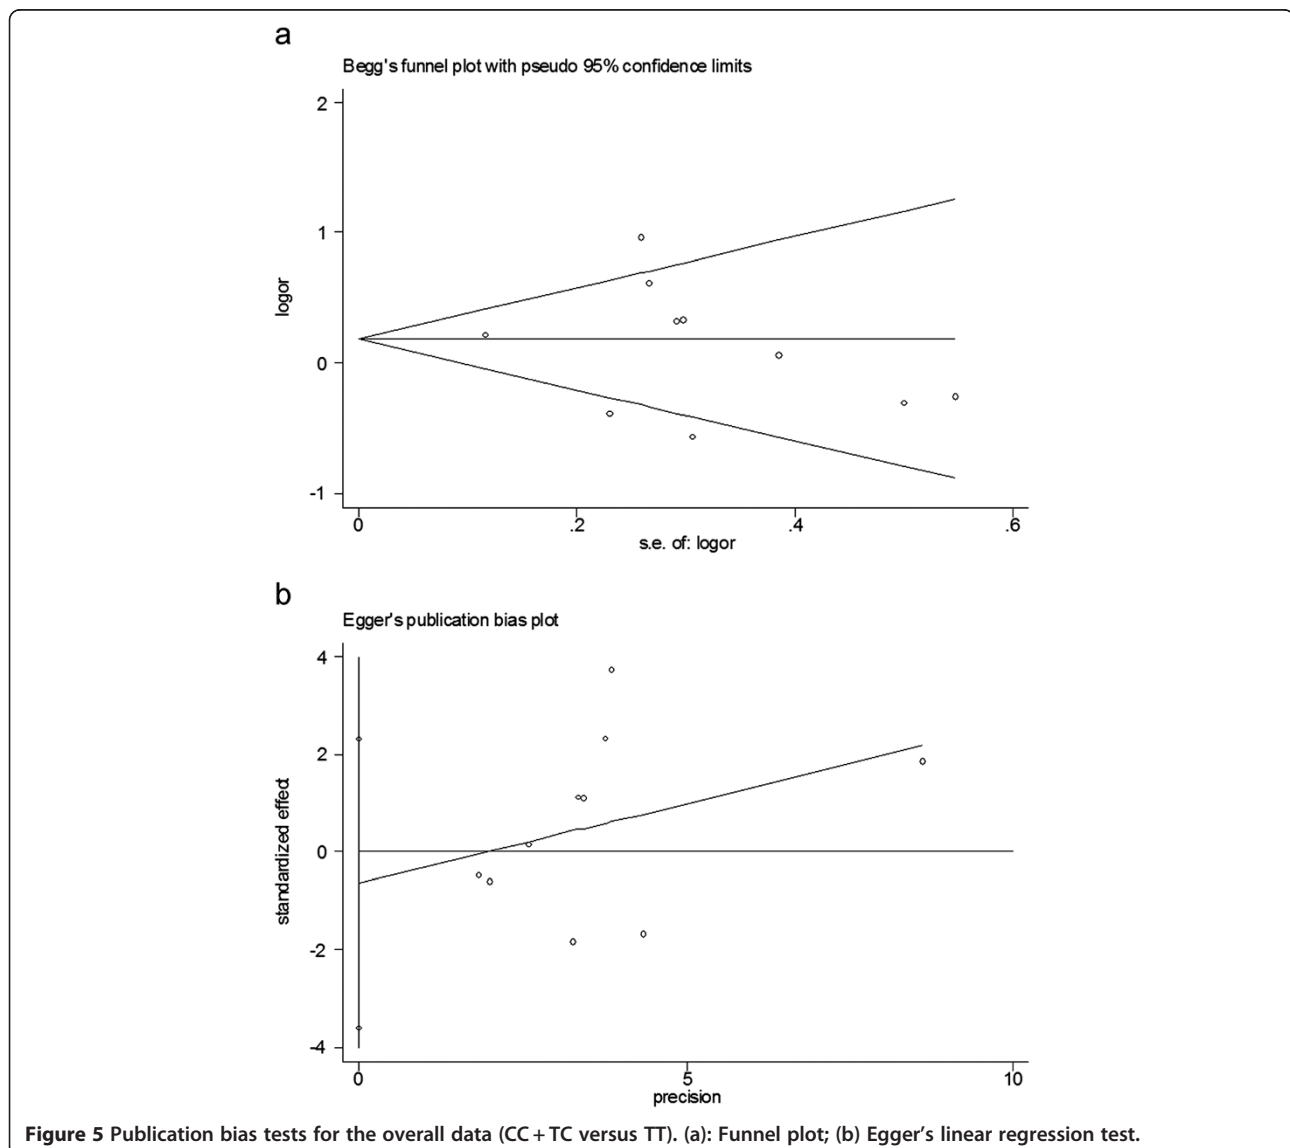 a
Begg's funnel plot with pseudo 95% confidence limits
2
1
0
-1
logor
0 .2 .4 .6
s.e. of: logor
b
Egger's publication bias plot
4
2
0
-2
-4
standardized effect
0 5 10
precision
Figure 5 Publication bias tests for the overall data (CC + TC versus TT). (a): Funnel plot; (b) Egger's linear regression test.